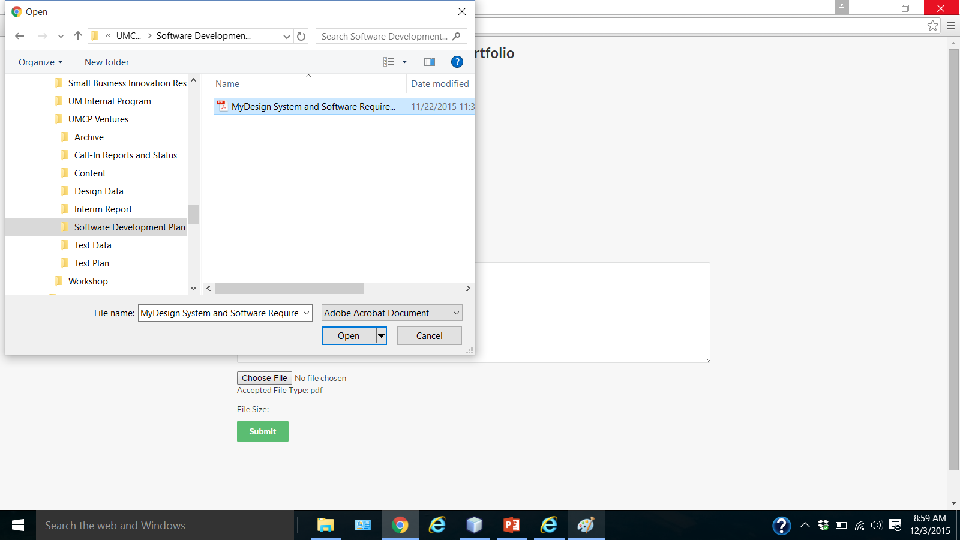 Open
rtfolio
« UMC... > Software Developmen...
Search Software Development...
Organize
New folder
Small Business Innovation Res
UM Internal Program
UMCP Ventures
Archive
Call-In Reports and Status
Content
Design Data
Interim Report
Software Development Plan
Test Data
Test Plan
Workshop
Name
Date modified
MyDesign System and Software Require...
11/22/2015 11:3
File name:
MyDesign System and Software Require
Adobe Acrobat Document
Open
Cancel
Choose File
No file chosen
Accepted File Type: pdf
File Size:
Submit
Search the web and Windows
8:59 AM
12/3/2015